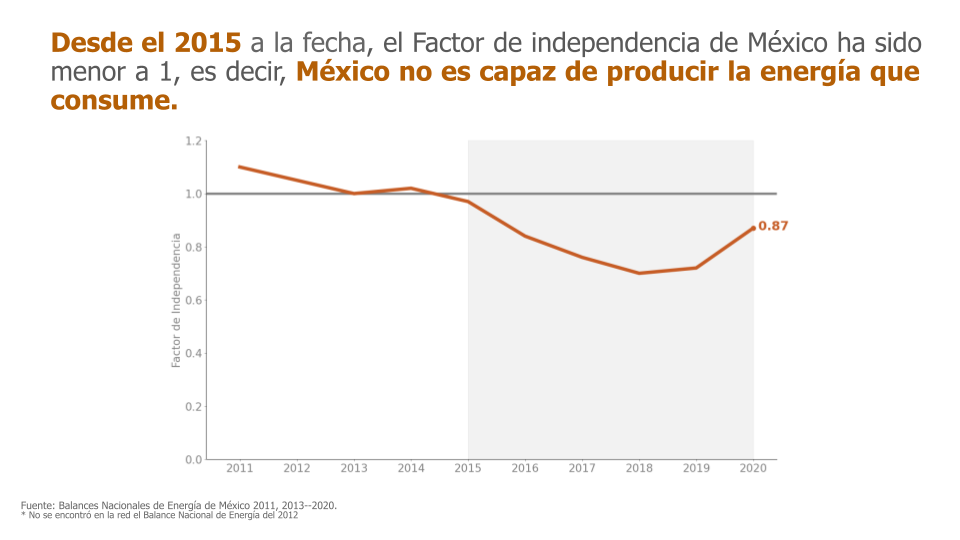 Desde el 2015 a la fecha, el Factor de independencia de México ha sido
menor a 1, es decir, México no es capaz de producir la energía que
consume.
1.2
1.0
0.8
0.6
0.4
0.2
0.0
Factor de Independencia
0.87
2011 2012 2013 2014 2015 2016 2017 2018 2019 2020
Fuente: Balances Nacionales de Energía de México 2011, 2013--2020.
* No se encontró en la red el Balance Nacional de Energía del 2012